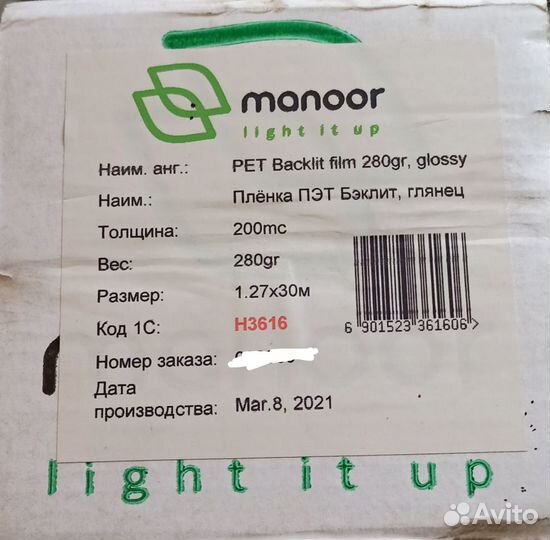 manoor
light it up
Наим. анг.: PET Backlit film 280gr, glossy
Наим.: Плёнка ПЭТ Бэклит, глянец
Толщина: 200mc
Вес: 280gr
Размер: 1.27х30м
Код 1С: H3616
6 901523 361606 >
Номер заказа:
Дата
производства: Mar.8, 2021
light it up
Avito